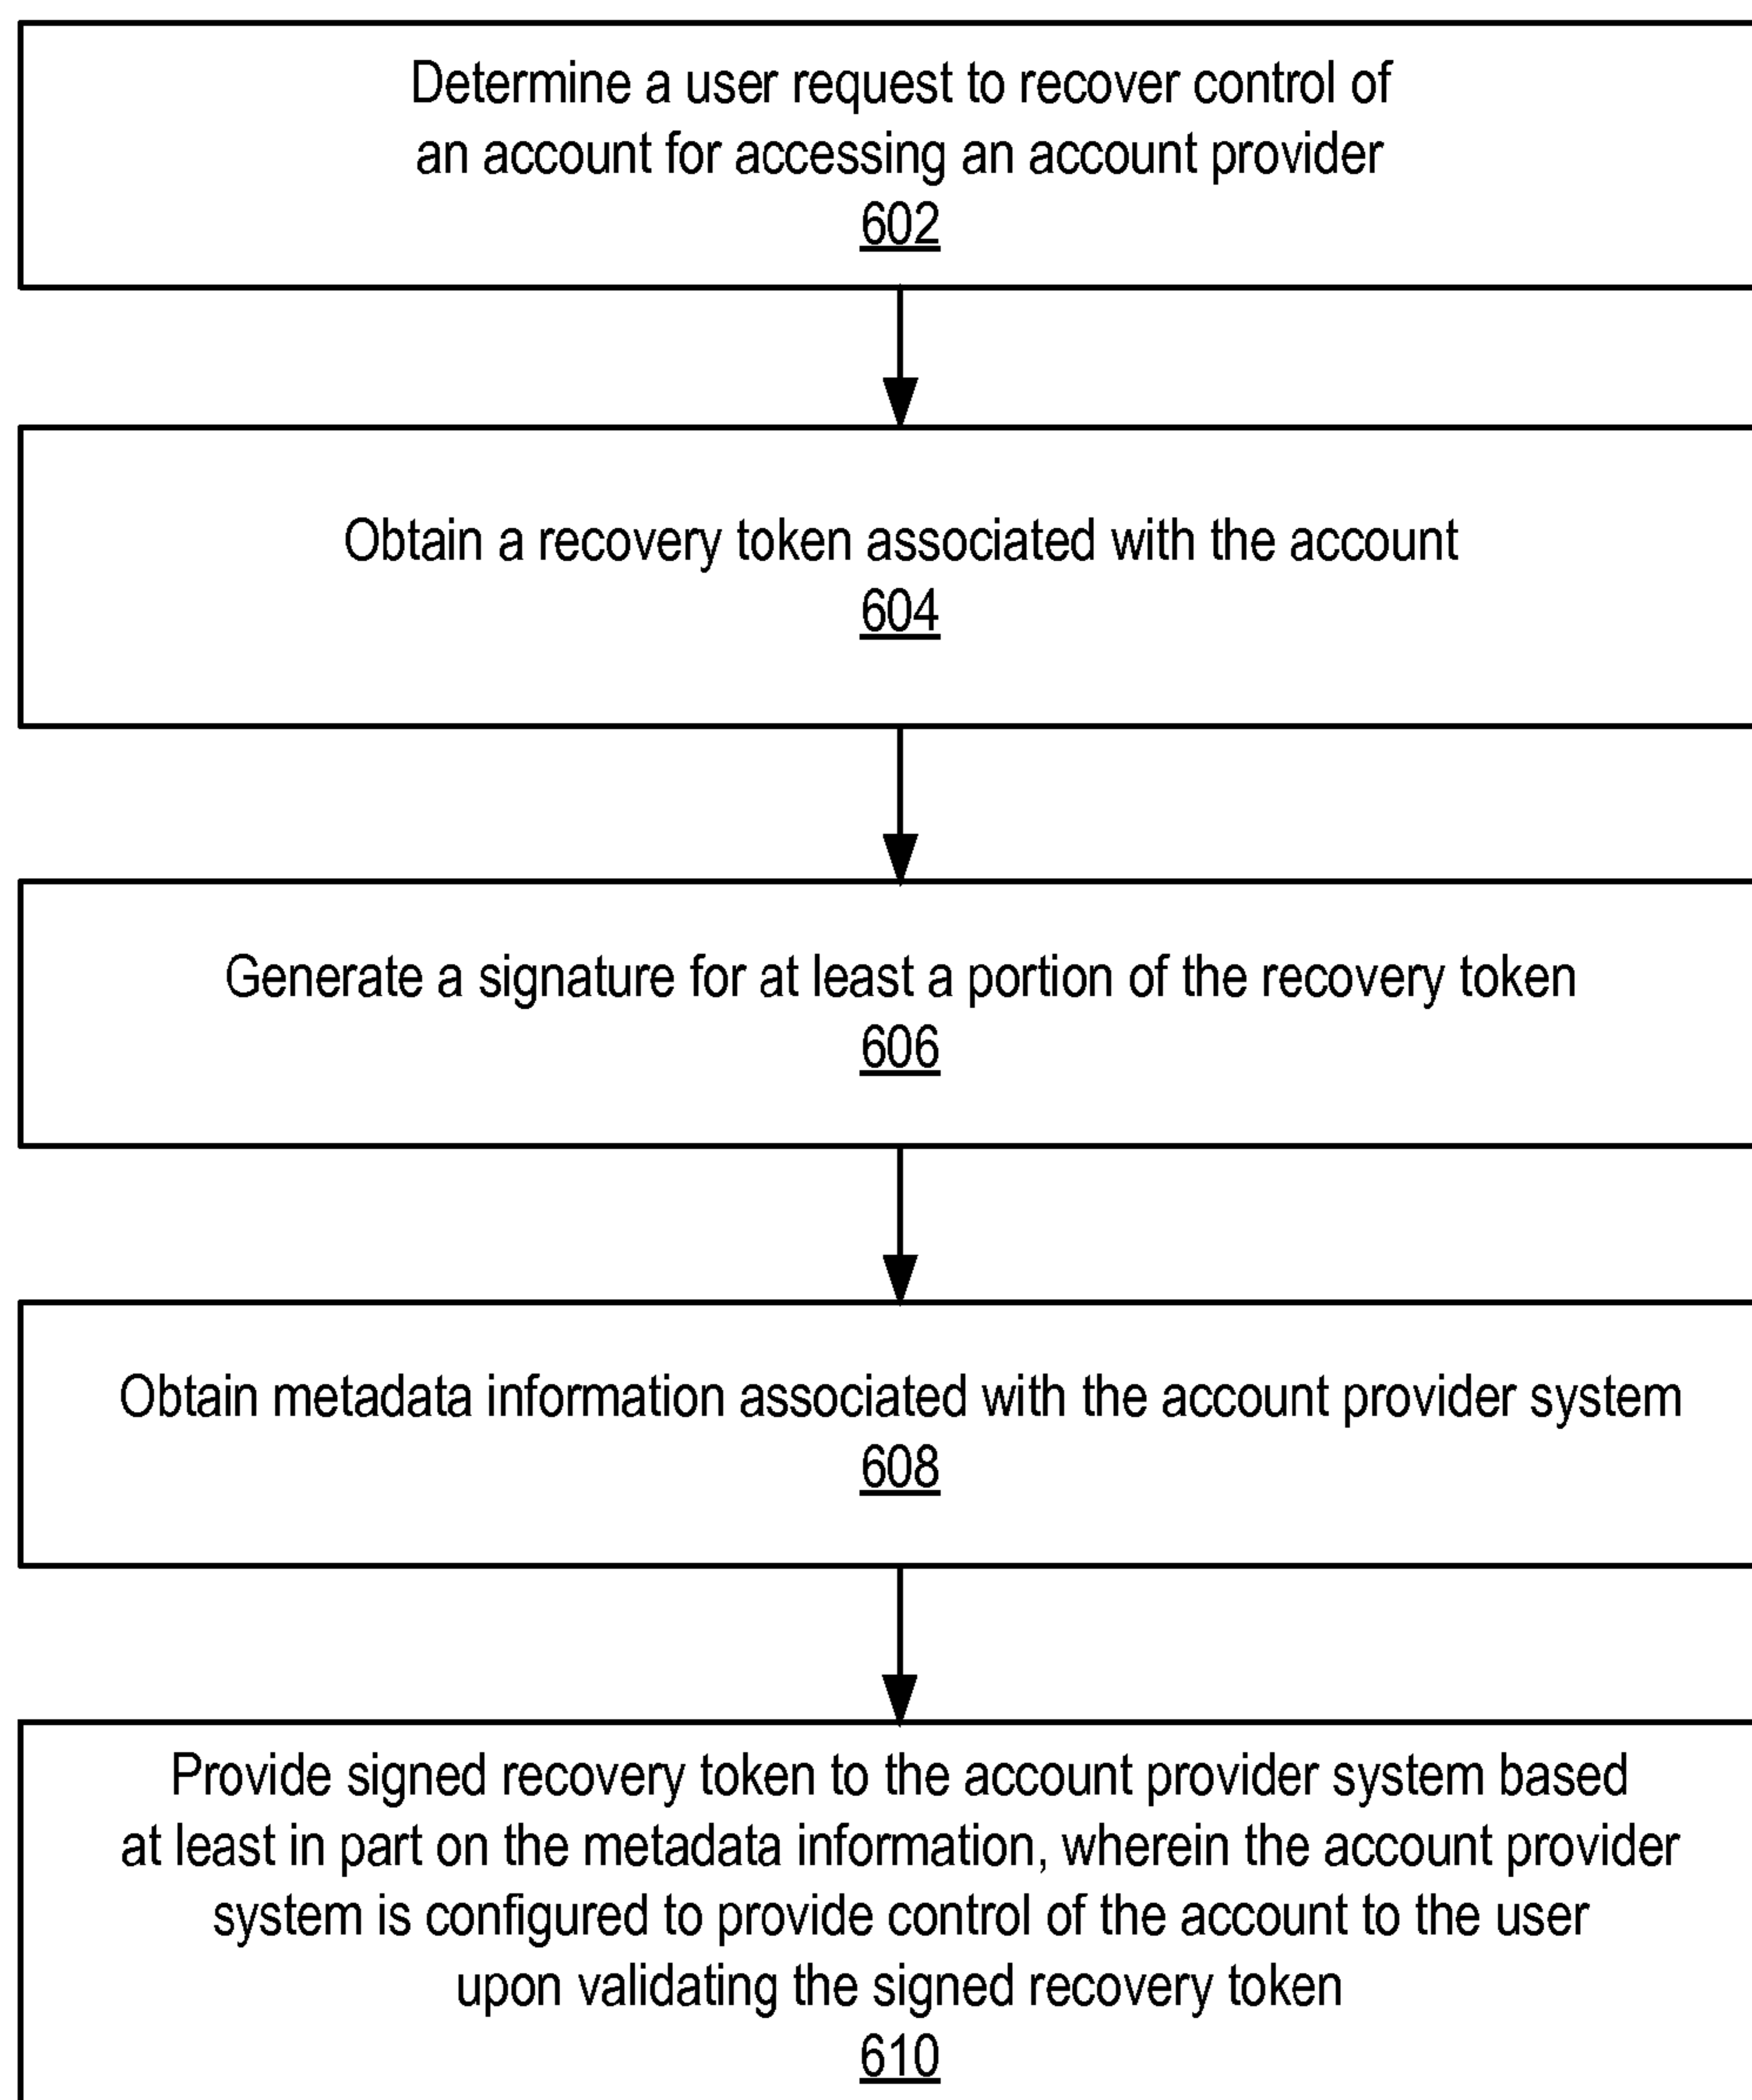 Determine a user request to recover control of
an account for accessing an account provider
602
Obtain a recovery token associated with the account
604
Generate a signature for at least a portion of the recovery token
606
Obtain metadata information associated with the account provider system
608
Provide signed recovery token to the account provider system based
at least in part on the metadata information, wherein the account provider
system is configured to provide control of the account to the user
upon validating the signed recovery token
610